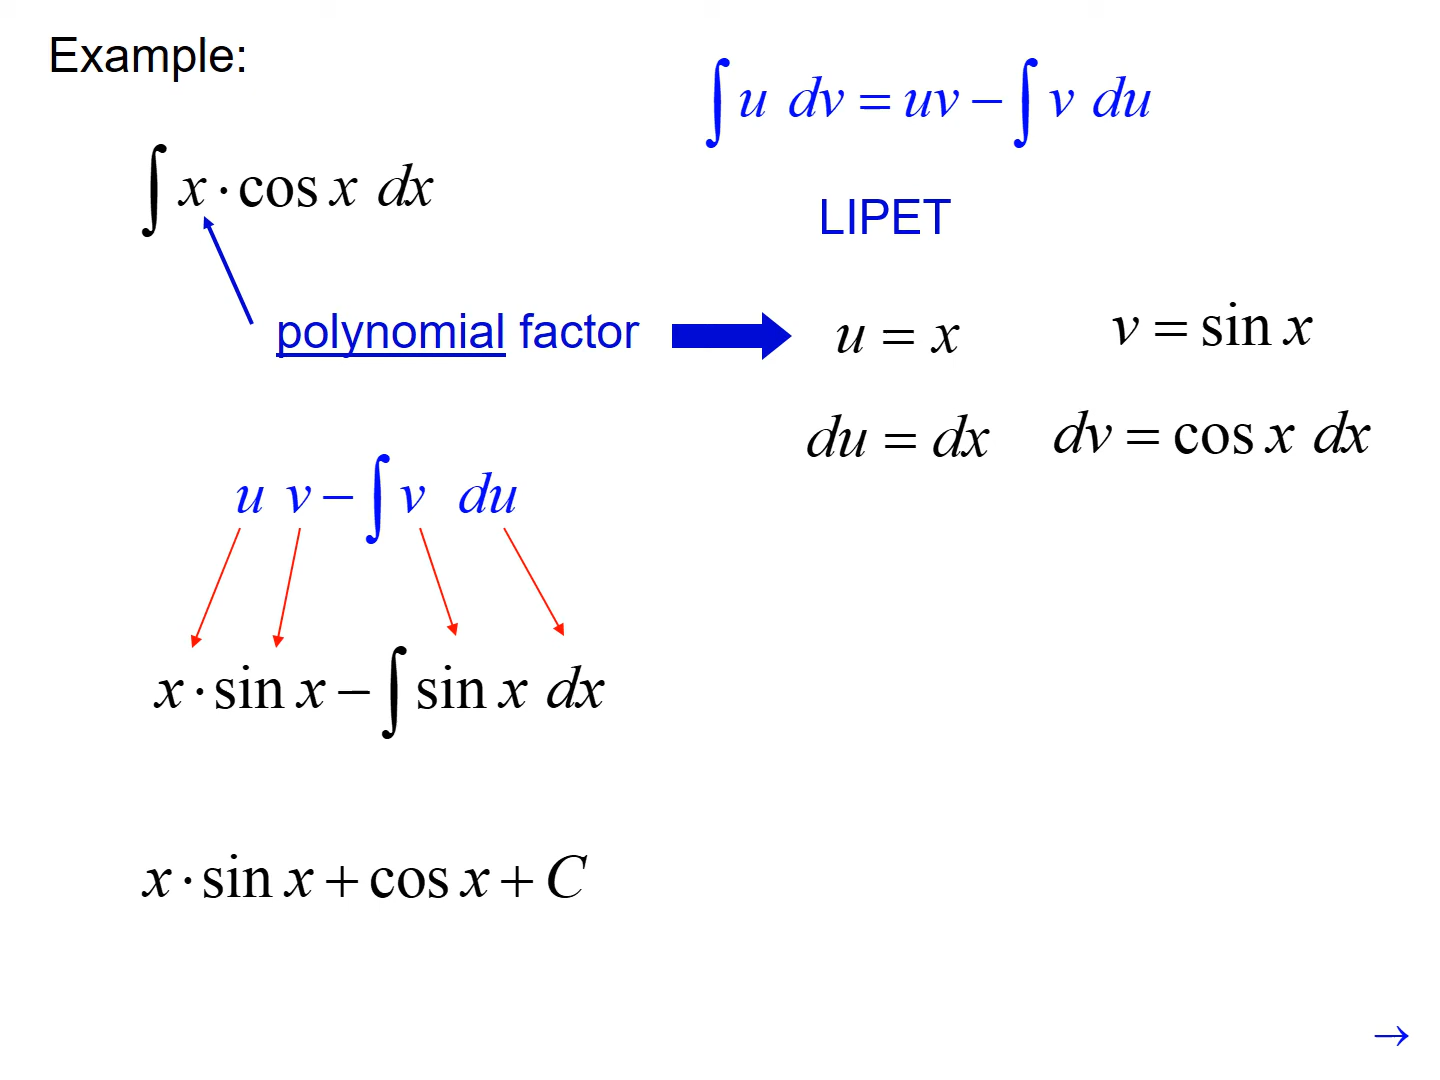 Example:
∫ u dv = uv − ∫ v du
∫ x · cos x dx
LIPET
polynomial factor
u = x
v = sin x
du = dx
dv = cos x dx
u v − ∫ v du
x · sin x − ∫ sin x dx
x · sin x + cos x + C
→